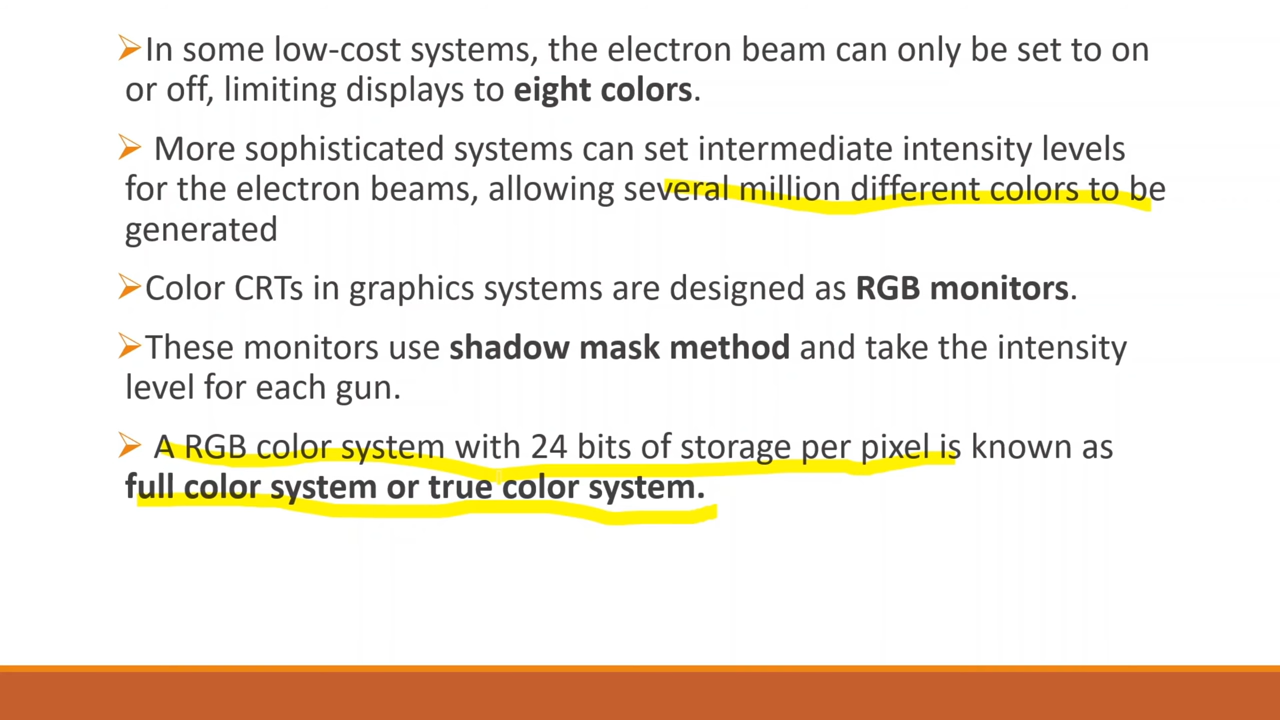 In some low-cost systems, the electron beam can only be set to on
or off, limiting displays to eight colors.
More sophisticated systems can set intermediate intensity levels
for the electron beams, allowing several million different colors to be
generated
Color CRTs in graphics systems are designed as RGB monitors.
These monitors use shadow mask method and take the intensity
level for each gun.
A RGB color system with 24 bits of storage per pixel is known as
full color system or true color system.